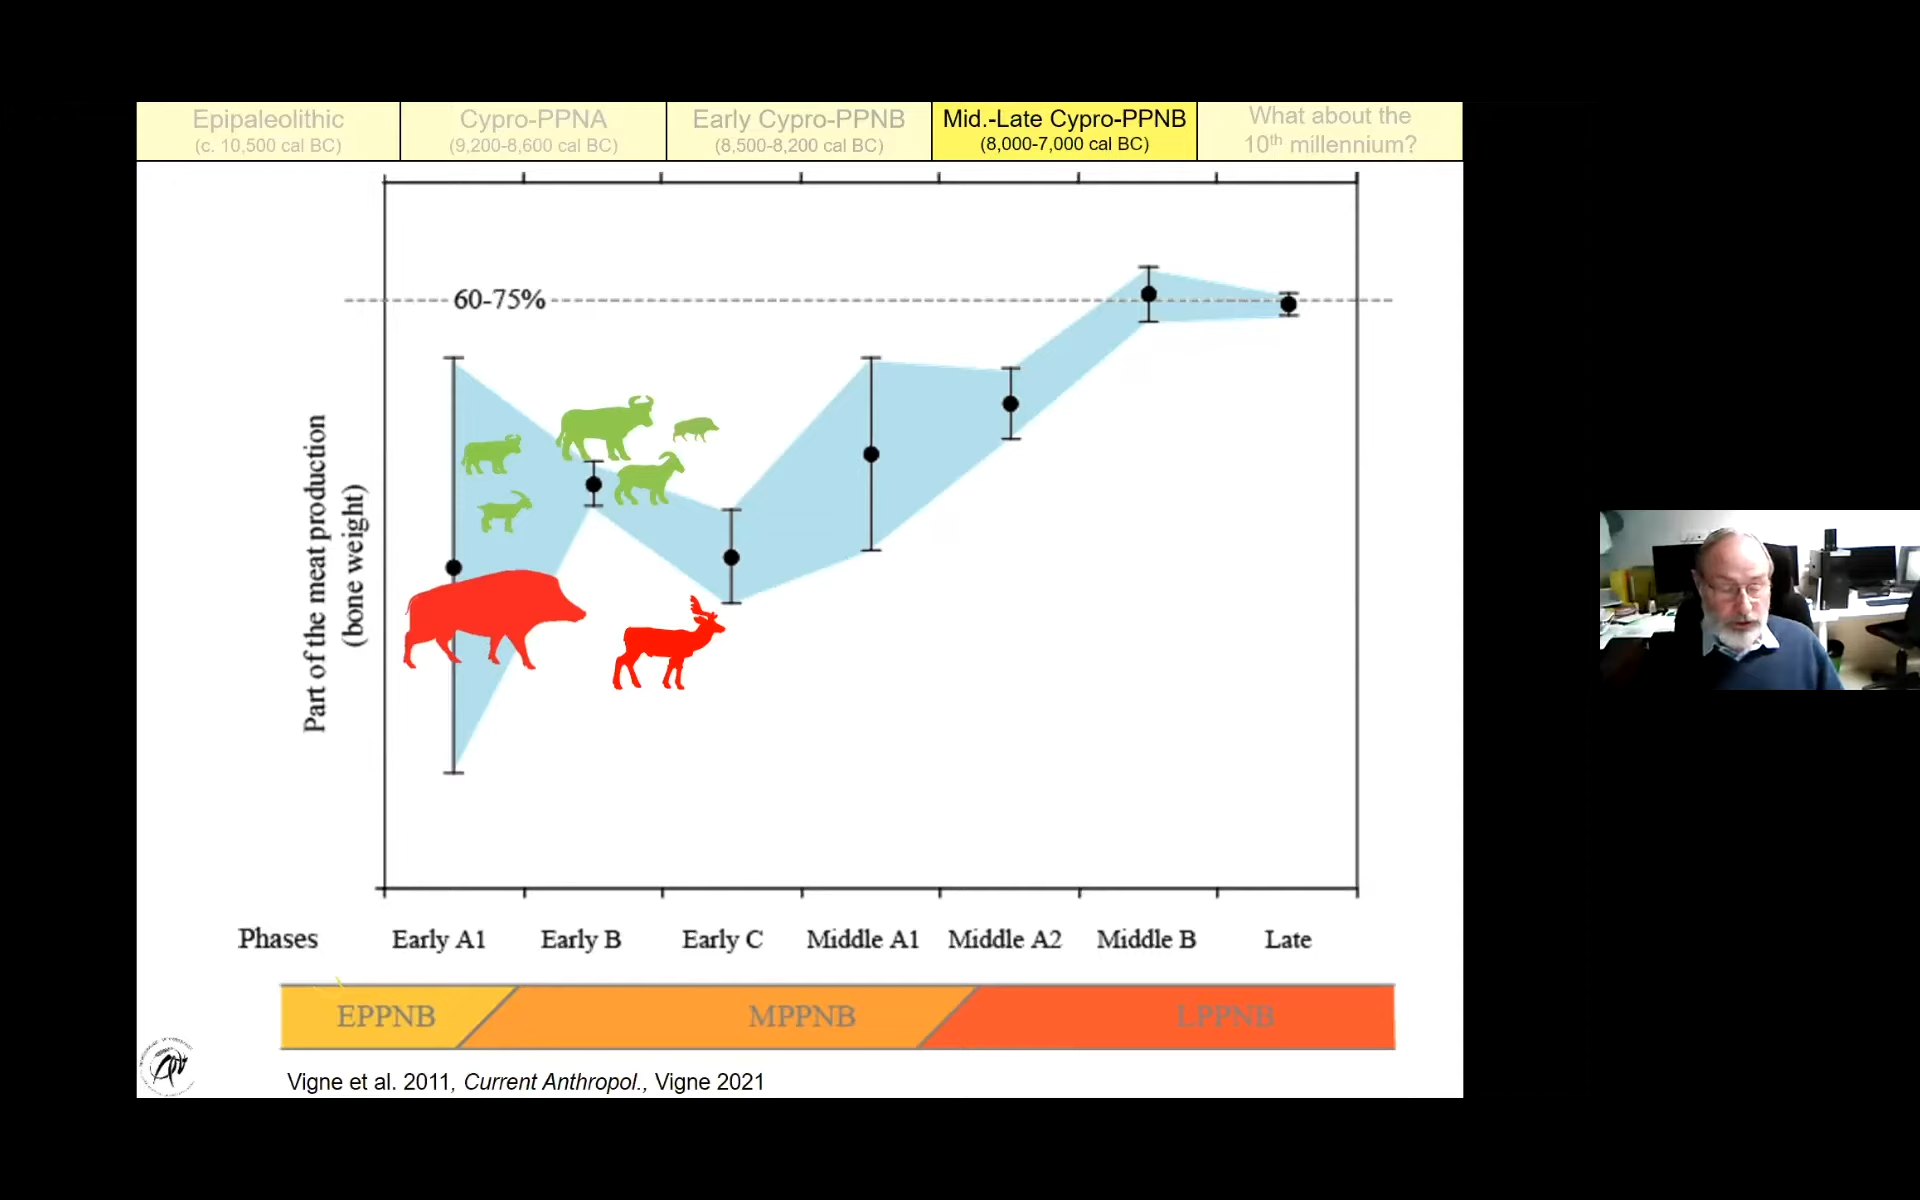 Epipaleolithic
(c. 10,500 cal BC)
Cypro-PPNA
(9,200-8,600 cal BC)
Early Cypro-PPNB
(8,500-8,200 cal BC)
Mid.-Late Cypro-PPNB
(8,000-7,000 cal BC)
What about the
10th millennium?
60-75%
Part of the meat production
(bone weight)
Phases
Early A1
Early B
Early C
Middle A1
Middle A2
Middle B
Late
EPPNB
MPPNB
LPPNB
Vigne et al. 2011, Current Anthropol., Vigne 2021